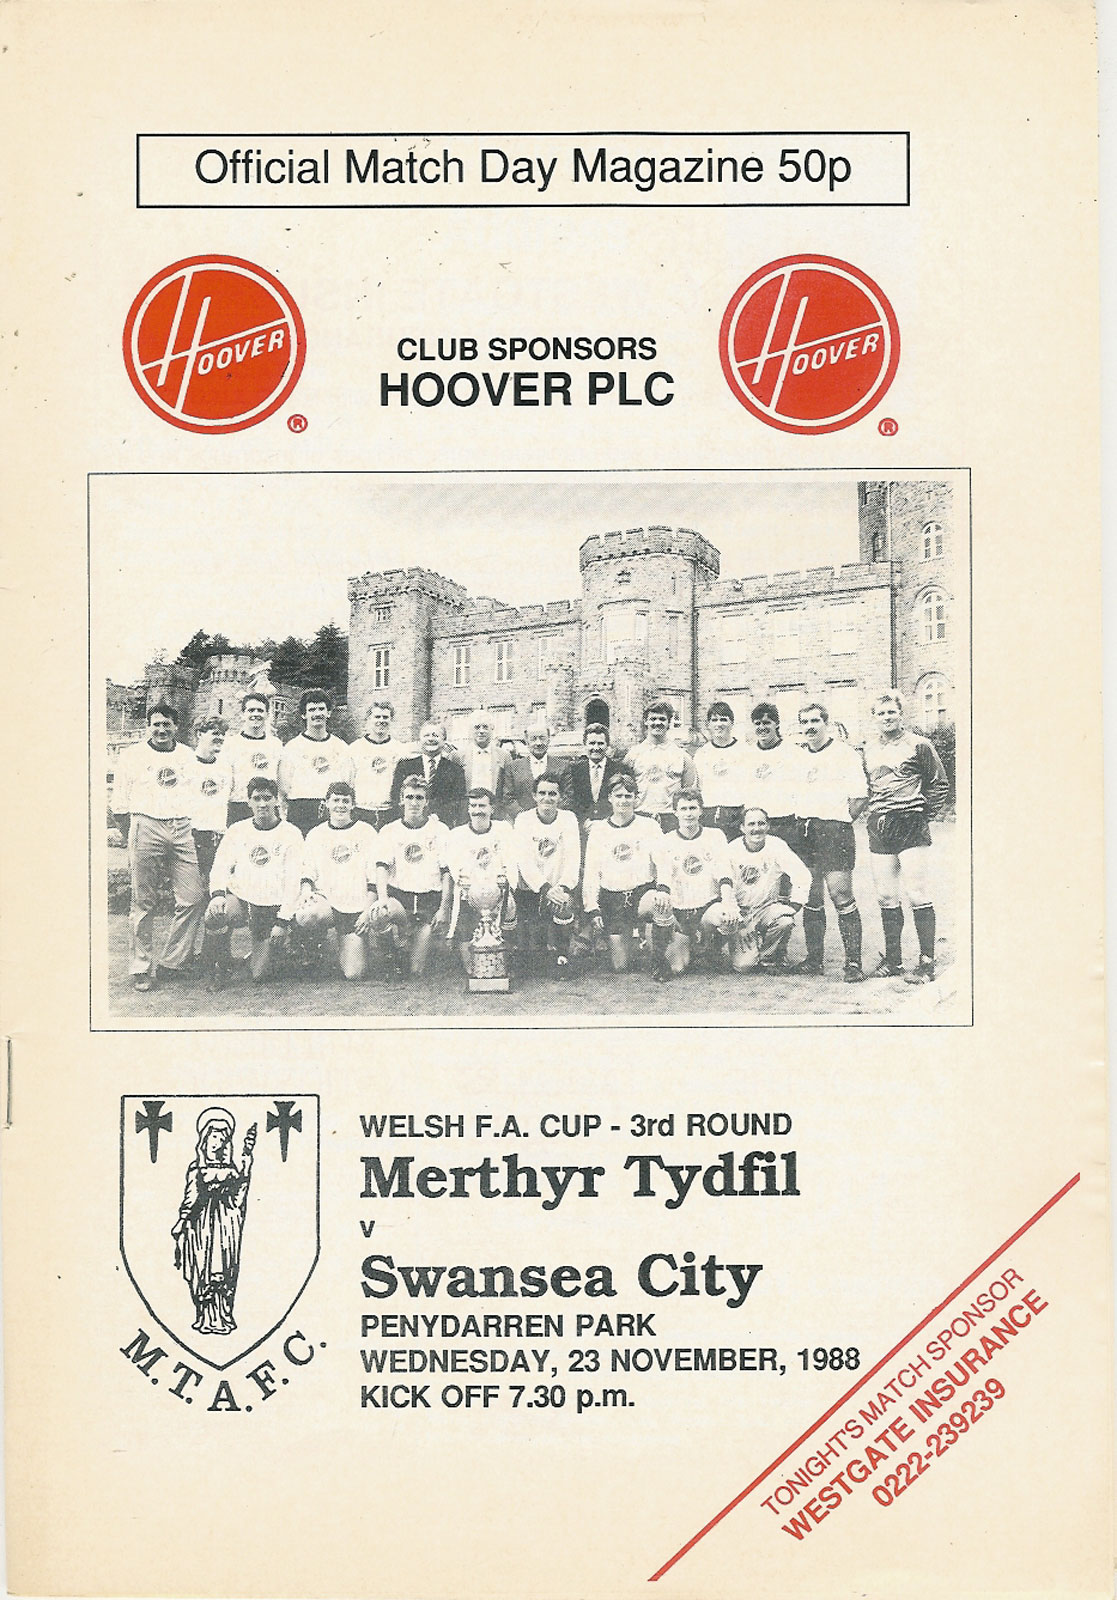 Official Match Day Magazine 50p
HOOVER
®
CLUB SPONSORS
HOOVER PLC
HOOVER
®
WELSH F.A. CUP - 3rd ROUND
Merthyr Tydfil
v
Swansea City
PENYDARREN PARK
WEDNESDAY, 23 NOVEMBER, 1988
KICK OFF 7.30 p.m.
M.T.A.F.C.
TONIGHT'S MATCH SPONSOR
WESTGATE INSURANCE
0222-239239